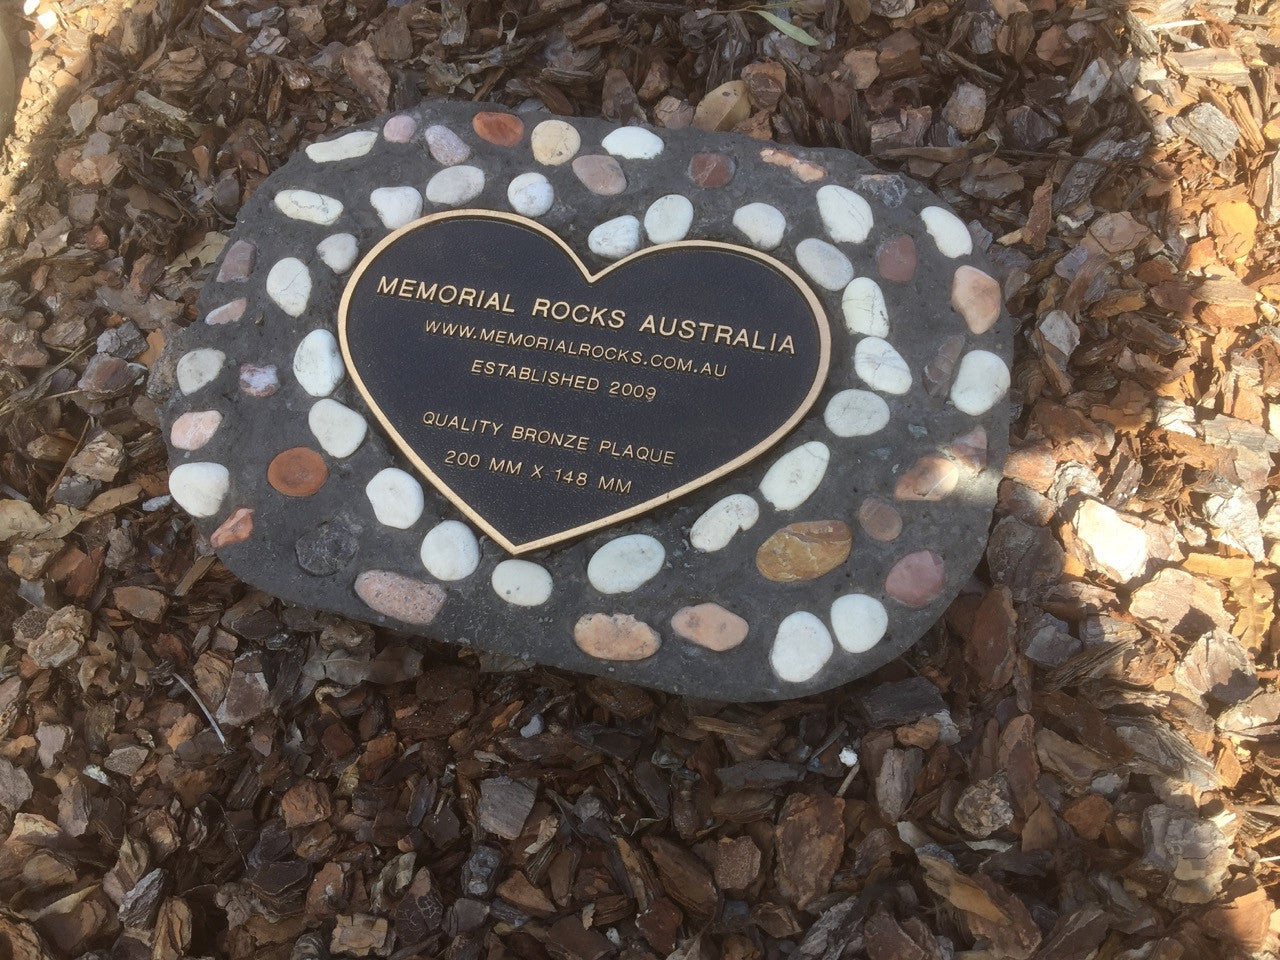 MEMORIAL ROCKS AUSTRALIA
WWW.MEMORIALROCKS.COM.AU
ESTABLISHED 2009
QUALITY BRONZE PLAQUE
200 MM X 148 MM